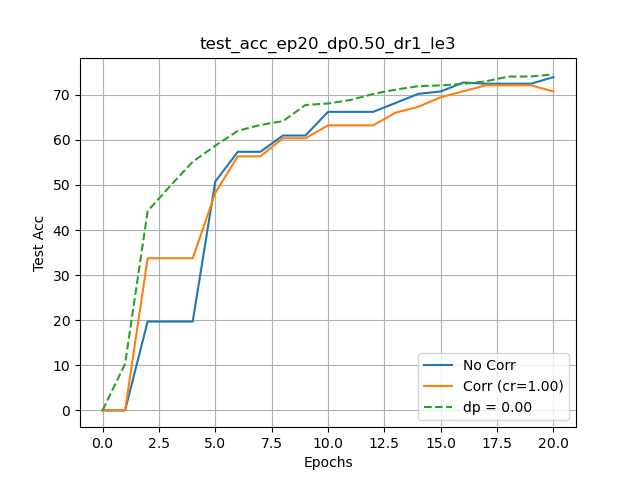 test_acc_ep20_dp0.50_dr1_le3
Test Acc
70
60
50
40
30
20
10
0
0.0 2.5 5.0 7.5 10.0 12.5 15.0 17.5 20.0
Epochs
No Corr
Corr (cr=1.00)
dp = 0.00